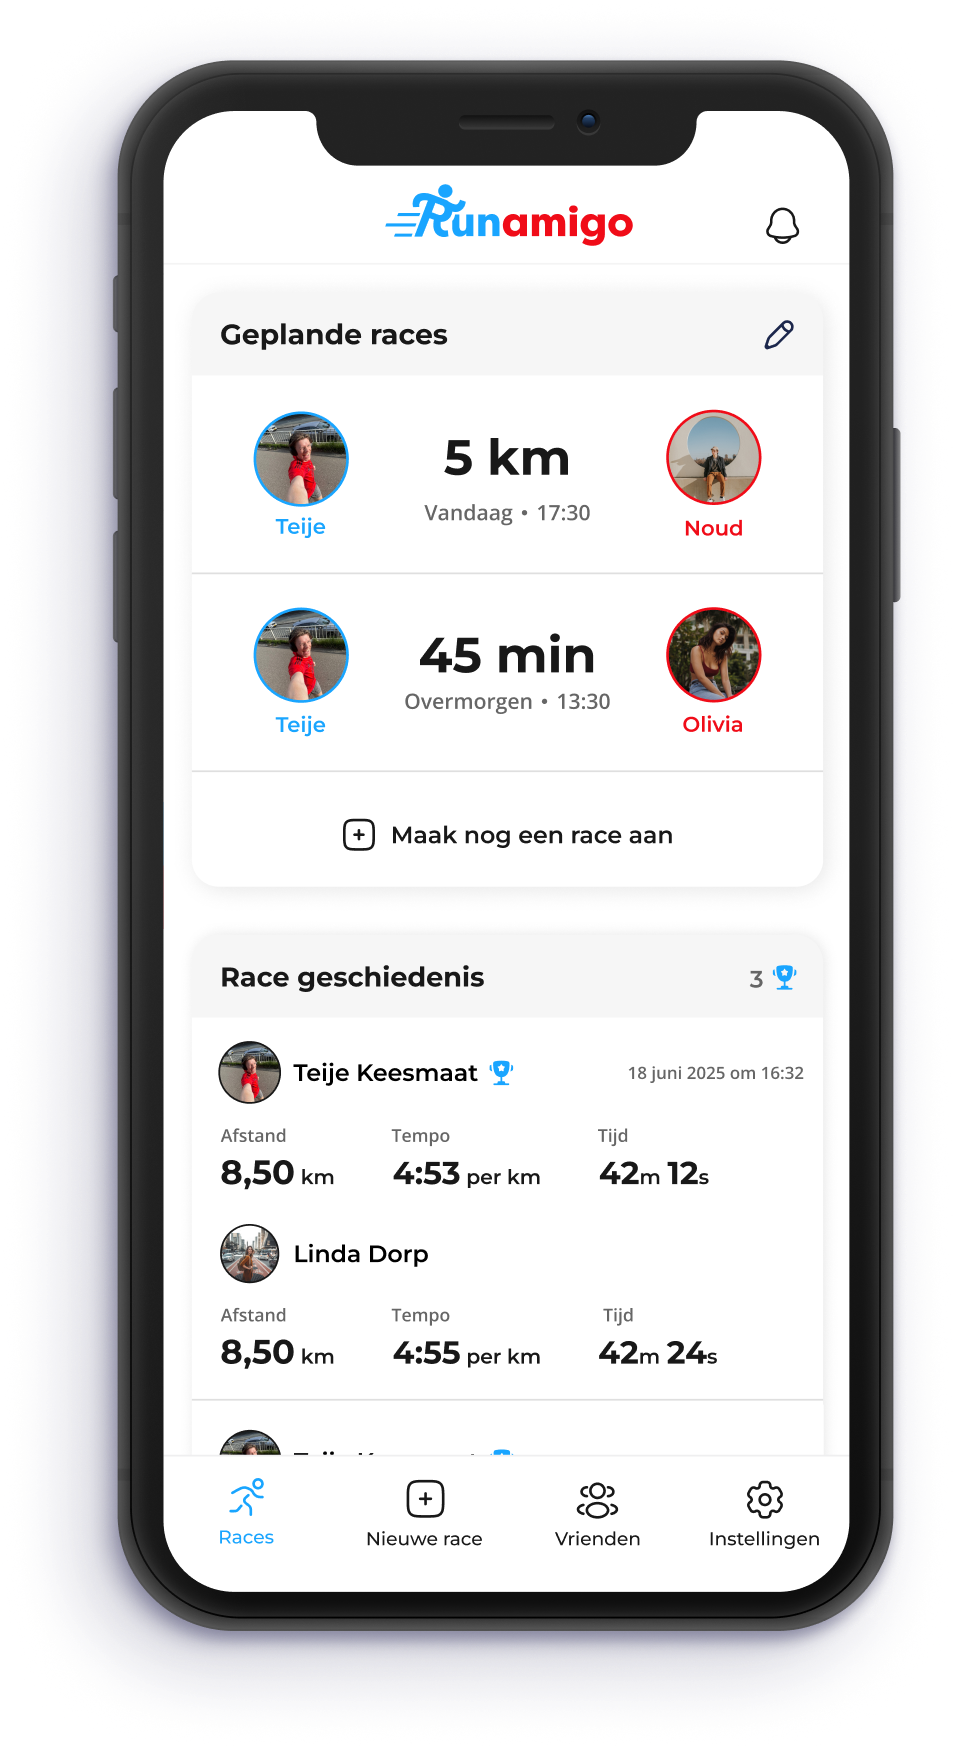 Runamigo
Geplande races
5 km
Vandaag • 17:30
Teije
Noud
45 min
Overmorgen • 13:30
Teije
Olivia
Maak nog een race aan
Race geschiedenis
3
Teije Keesmaat
18 juni 2025 om 16:32
Afstand Tempo Tijd
8,50 km 4:53 per km 42m 12s
Linda Dorp
Afstand Tempo Tijd
8,50 km 4:55 per km 42m 24s
Races Nieuwe race Vrienden Instellingen